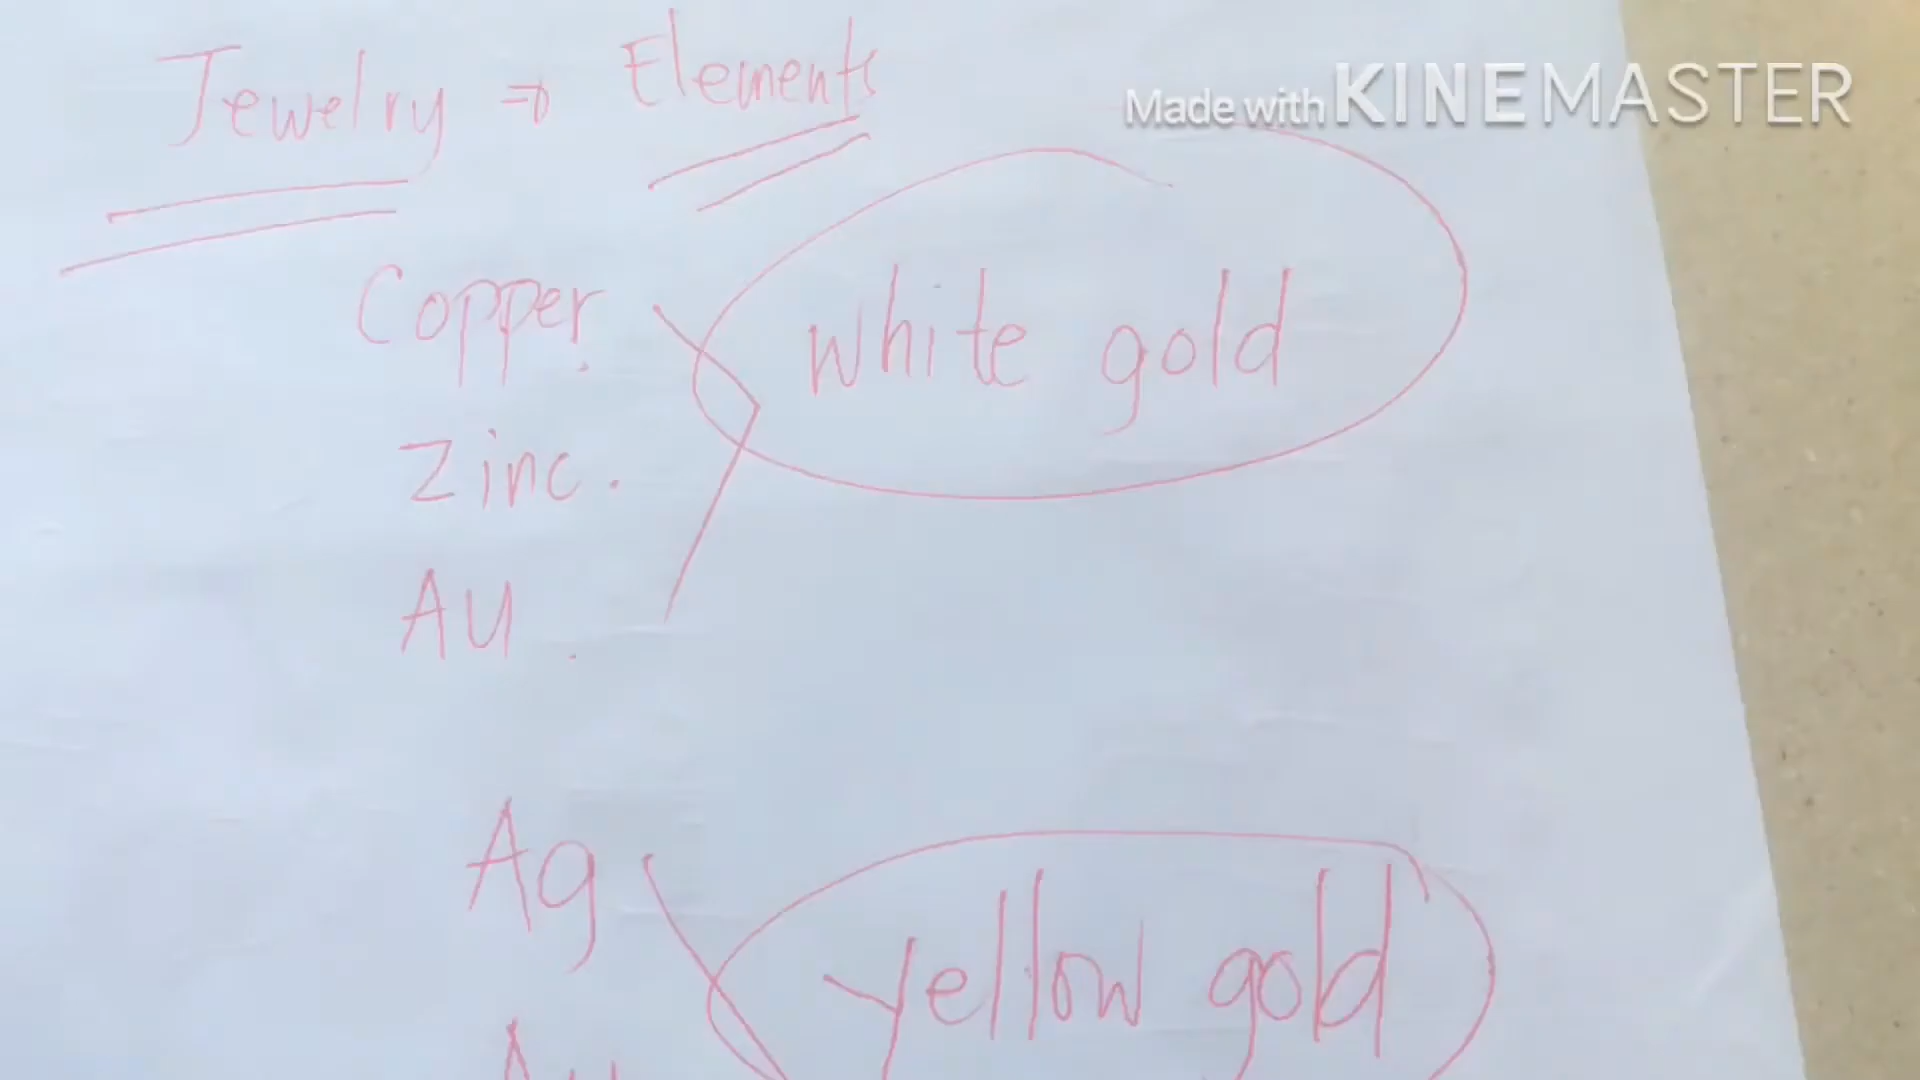 Jewelry ⇒ Elements
Made with KINEMASTER
Copper.
white gold
Zinc.
AU.
Ag
yellow gold